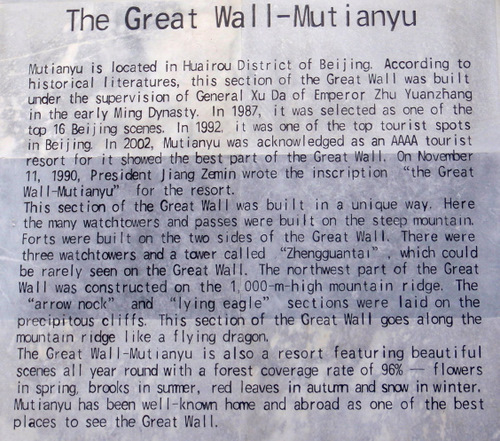 The Great Wall-Mutianyu
Mutianyu is located in Huairou District of Beijing. According to
historical literatures, this section of the Great Wall was built
under the supervision of General Xu Da of Emperor Zhu Yuanzhang
in the early Ming Dynasty. In 1987, it was selected as one of the
top 16 Beijing scenes. In 1992, it was one of the top tourist spots
in Beijing. In 2002, Mutianyu was acknowledged as an AAAA tourist
resort for it showed the best part of the Great Wall. On November
11, 1990, President Jiang Zemin wrote the inscription “the Great
Wall-Mutianyu” for the resort.
This section of the Great Wall was built in a unique way. Here
the many watchtowers and passes were built on the steep mountain.
Forts were built on the two sides of the Great Wall. There were
three watchtowers and a tower called “Zhengguantai”, which could
be rarely seen on the Great Wall. The northwest part of the Great
Wall was constructed on the 1,000-m-high mountain ridge. The
“arrow nock” and “lying eagle” sections were laid on the
precipitous cliffs. This section of the Great Wall goes along the
mountain ridge like a flying dragon.
The Great Wall-Mutianyu is also a resort featuring beautiful
scenes all year round with a forest coverage rate of 96% — flowers
in spring, brooks in summer, red leaves in autumn and snow in winter.
Mutianyu has been well-known home and abroad as one of the best
places to see the Great Wall.